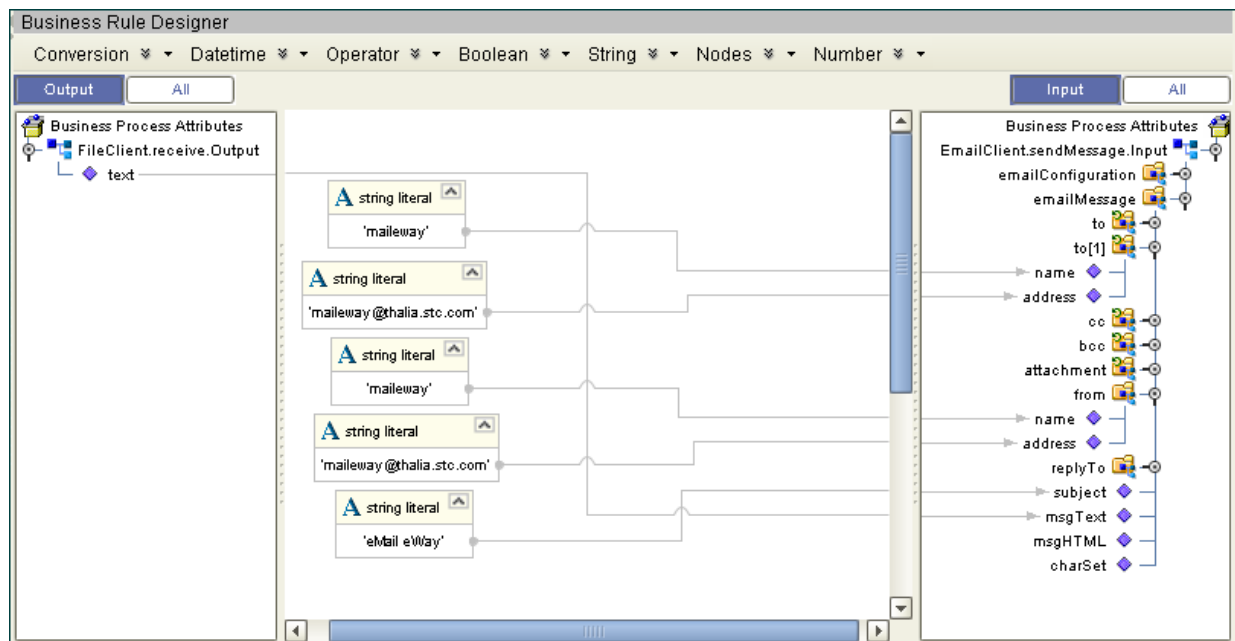 Business Rule Designer
Conversion Datetime Operator Boolean String Nodes Number
Output All Input All
Business Process Attributes
FileClient.receive.Output
text
A string literal
'maileway'
A string literal
'maileway@thalia.stc.com'
A string literal
'maileway'
A string literal
'maileway@thalia.stc.com'
A string literal
'eMail eWay'
Business Process Attributes
EmailClient.sendMessage.Input
emailConfiguration
emailMessage
to
to[1]
name
address
cc
bcc
attachment
from
name
address
replyTo
subject
msgText
msgHTML
charSet